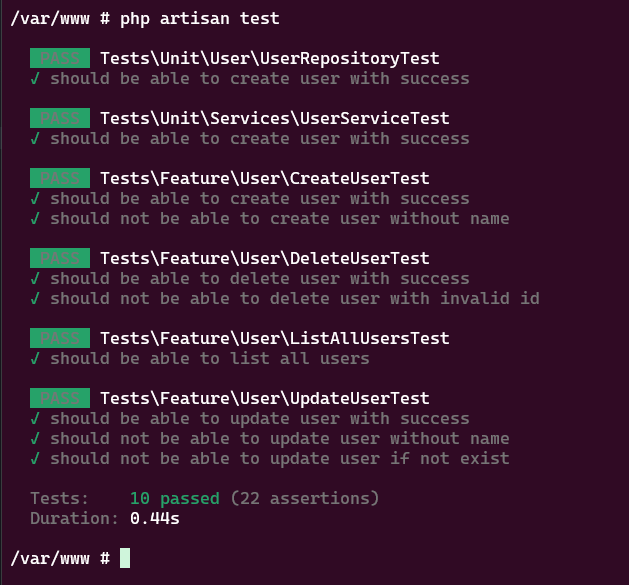 /var/www # php artisan test
PASS Tests\Unit\User\UserRepositoryTest
✓ should be able to create user with success
PASS Tests\Unit\Services\UserServiceTest
✓ should be able to create user with success
PASS Tests\Feature\User\CreateUserTest
✓ should be able to create user with success
✓ should not be able to create user without name
PASS Tests\Feature\User\DeleteUserTest
✓ should be able to delete user with success
✓ should not be able to delete user with invalid id
PASS Tests\Feature\User\ListAllUsersTest
✓ should be able to list all users
PASS Tests\Feature\User\UpdateUserTest
✓ should be able to update user with success
✓ should not be able to update user without name
✓ should not be able to update user if not exist
Tests: 10 passed (22 assertions)
Duration: 0.44s
/var/www #